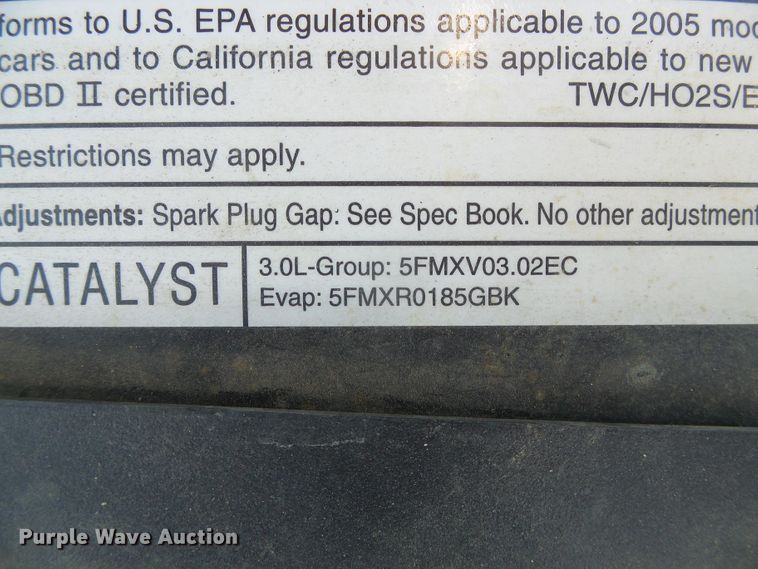 forms to U.S. EPA regulations applicable to 2005
cars and to California regulations applicable to new
OBD II certified. TWC/HO2S/E
Restrictions may apply.
djustments: Spark Plug Gap: See Spec Book. No other adjustment
CATALYST
3.0L-Group: 5FMXV03.02EC
Evap: 5FMXR0185GBK
Purple Wave Auction